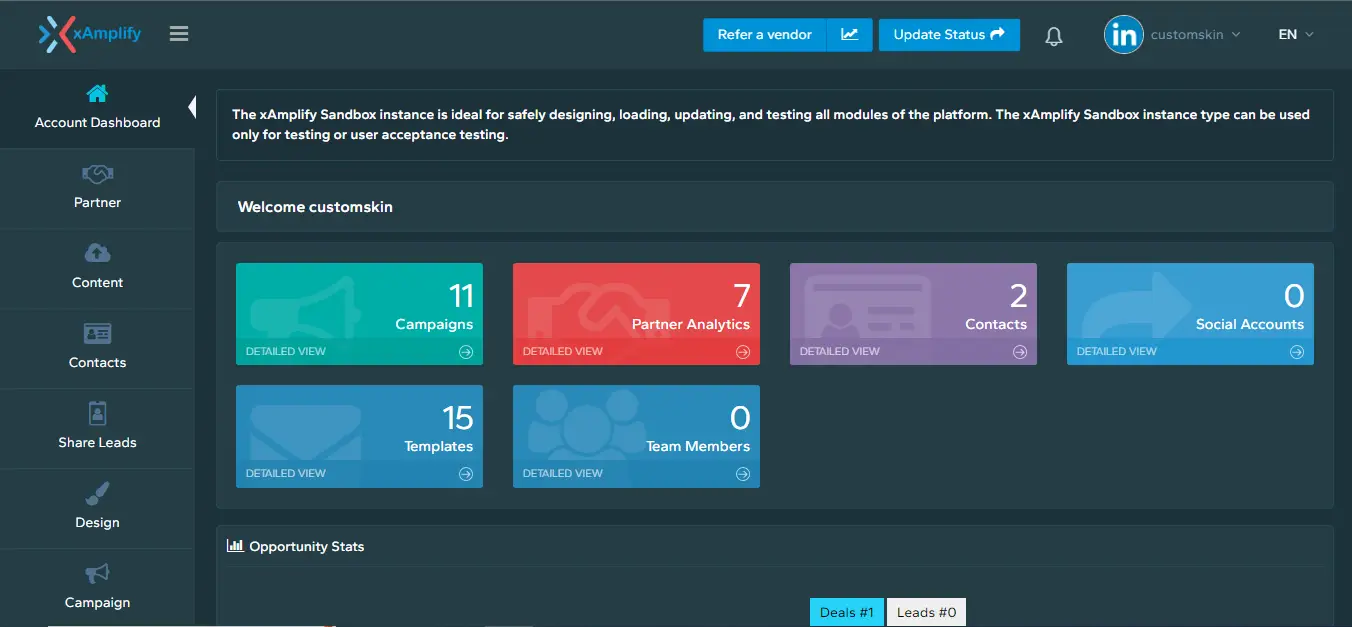 xAmplify
Refer a vendor
Update Status
in
customskin
EN
Account Dashboard
Partner
Content
Contacts
Share Leads
Design
Campaign
The xAmplify Sandbox instance is ideal for safely designing, loading, updating, and testing all modules of the platform. The xAmplify Sandbox instance type can be used
only for testing or user acceptance testing.
Welcome customskin
11
Campaigns
DETAILED VIEW
7
Partner Analytics
DETAILED VIEW
2
Contacts
DETAILED VIEW
0
Social Accounts
DETAILED VIEW
15
Templates
DETAILED VIEW
0
Team Members
DETAILED VIEW
Opportunity Stats
Deals #1
Leads #0